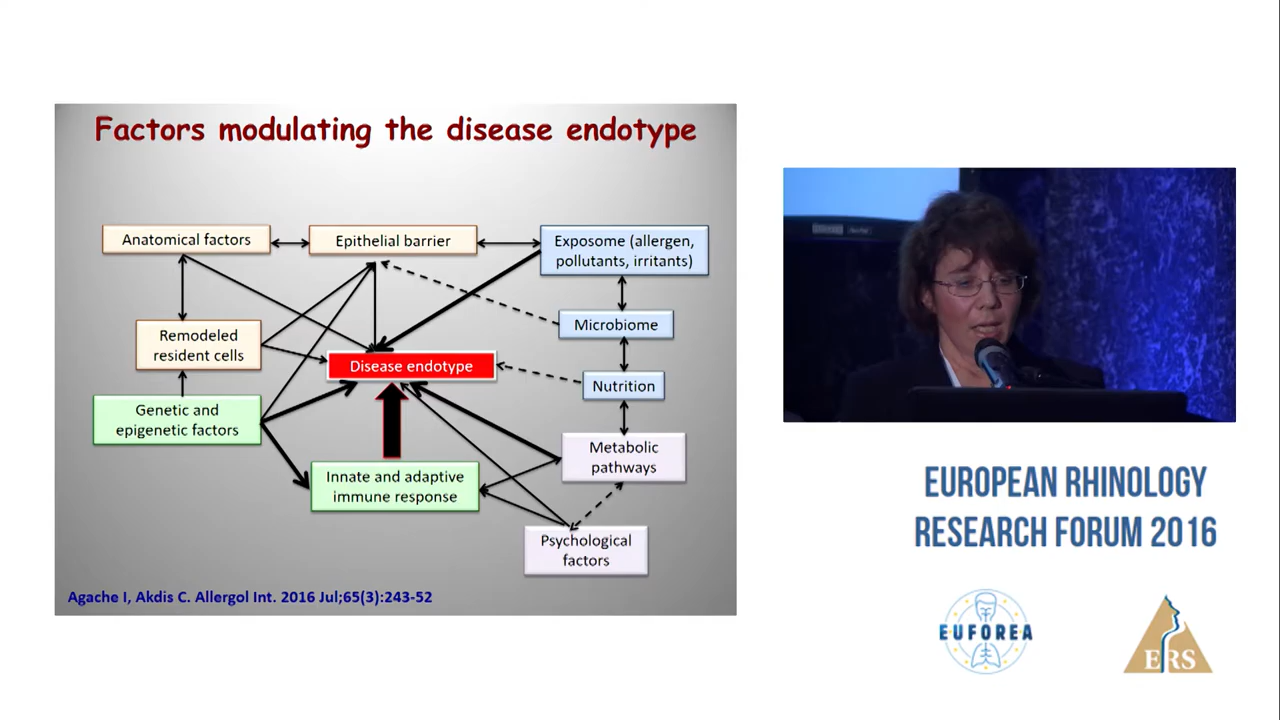 Factors modulating the disease endotype
Anatomical factors
Epithelial barrier
Exposome (allergen,
pollutants, irritants)
Remodeled
resident cells
Microbiome
Disease endotype
Nutrition
Genetic and
epigenetic factors
Metabolic
pathways
Innate and adaptive
immune response
Psychological
factors
Agache I, Akdis C. Allergol Int. 2016 Jul;65(3):243-52
EUROPEAN RHINOLOGY
RESEARCH FORUM 2016
EUFOREA
ERS